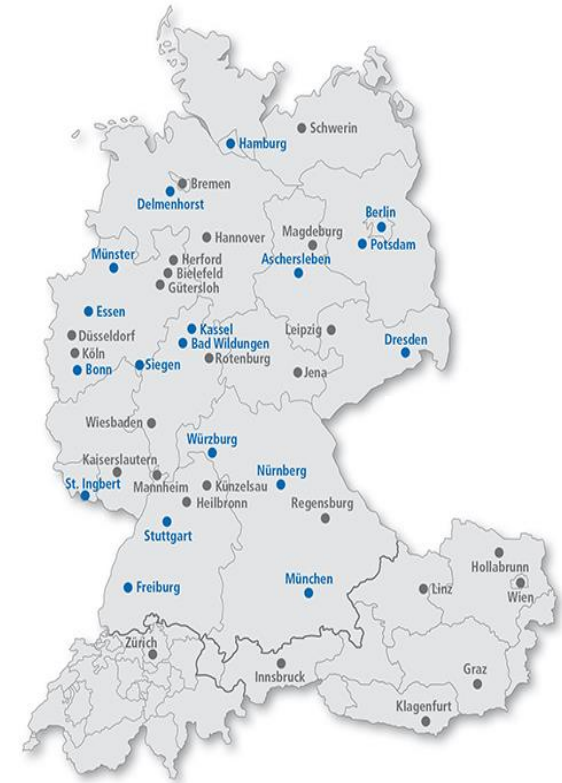 Schwerin
Hamburg
Bremen
Delmenhorst
Berlin
Hannover
Magdeburg
Potsdam
Münster
Herford
Aschersleben
Bielefeld
Gütersloh
Essen
Kassel
Leipzig
Düsseldorf
Bad Wildungen
Dresden
Köln
Rotenburg
Bonn
Siegen
Jena
Wiesbaden
Würzburg
Kaiserslautern
St. Ingbert
Mannheim
Künzelsau
Nürnberg
Heilbronn
Regensburg
Stuttgart
Hollabrunn
Freiburg
München
Linz
Wien
Zürich
Innsbruck
Graz
Klagenfurt